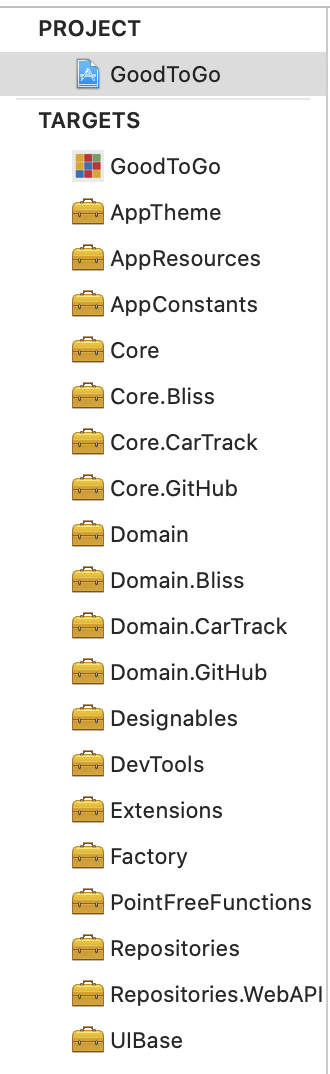 PROJECT
GoodToGo
TARGETS
GoodToGo
AppTheme
AppResources
AppConstants
Core
Core.Bliss
Core.CarTrack
Core.GitHub
Domain
Domain.Bliss
Domain.CarTrack
Domain.GitHub
Designables
DevTools
Extensions
Factory
PointFreeFunctions
Repositories
Repositories.WebAPI
UIBase